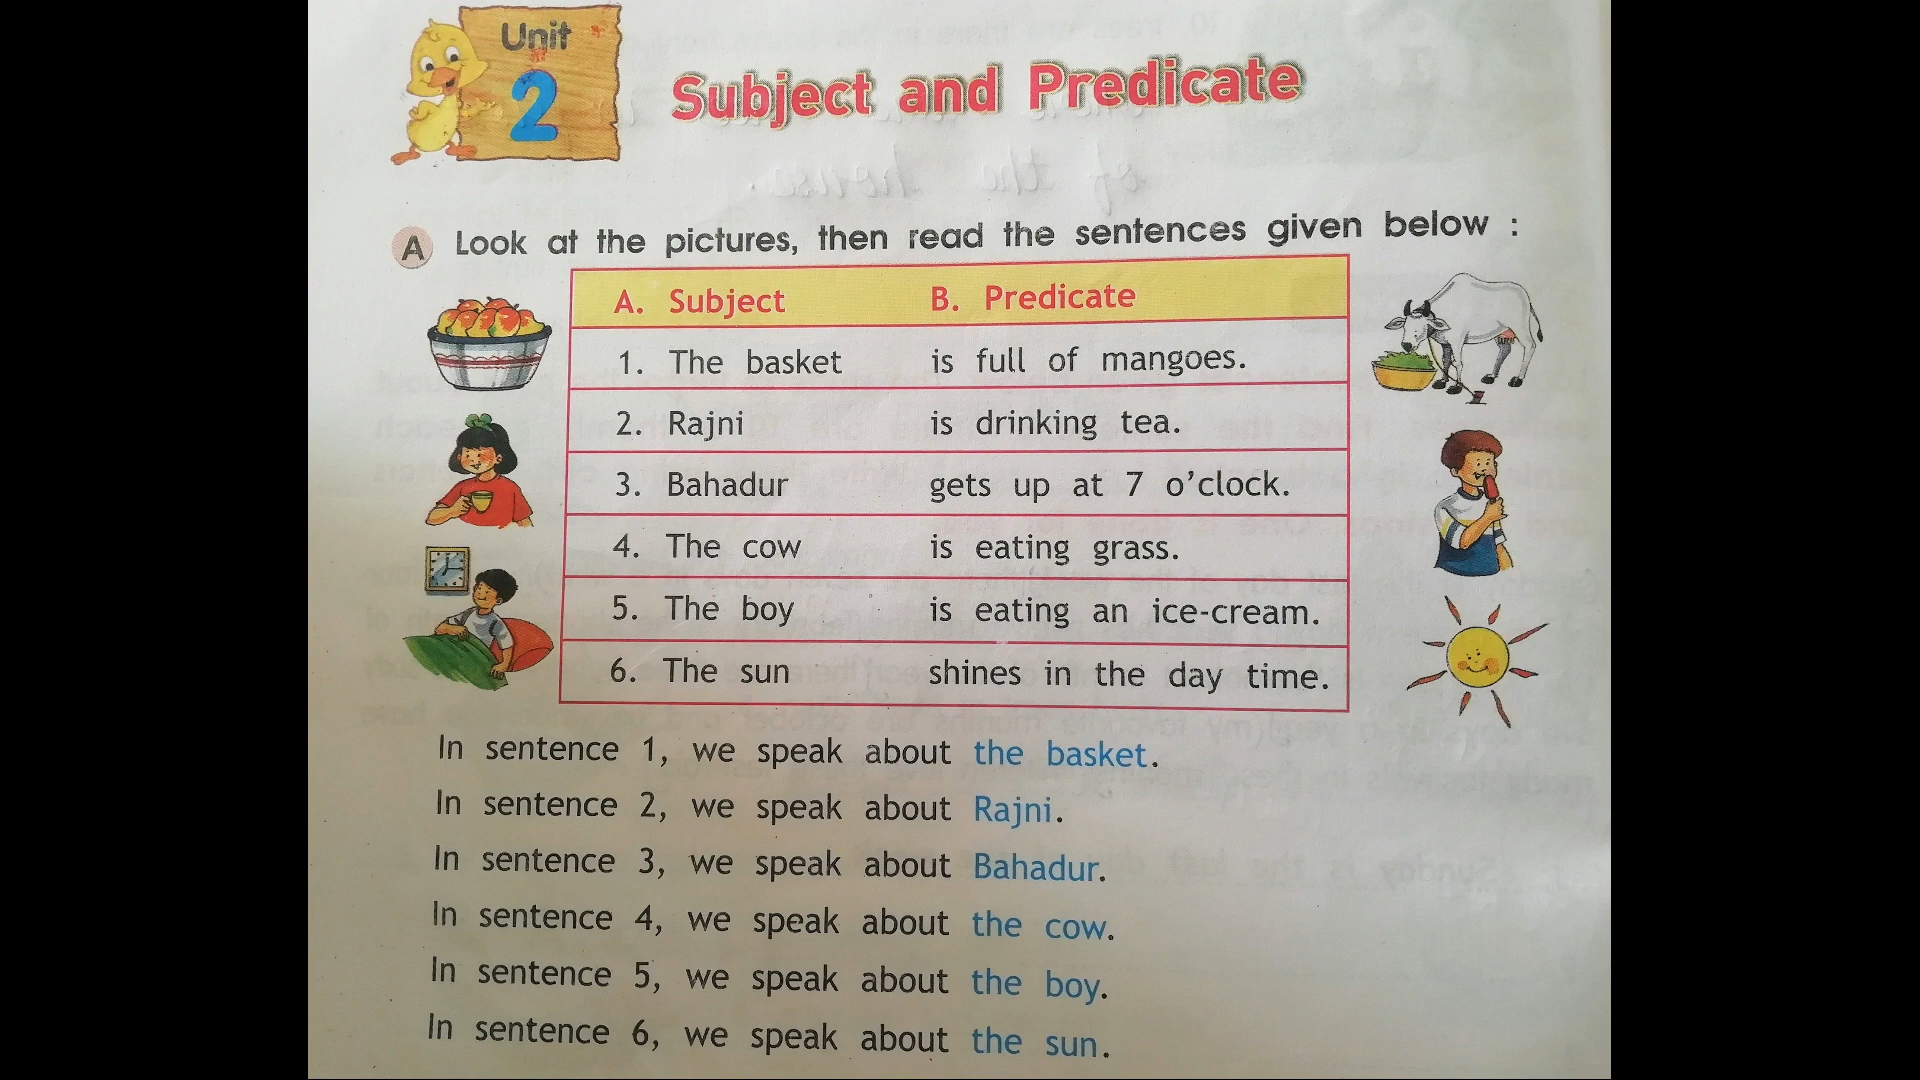 Unit
2
Subject and Predicate
of the house.
A Look at the pictures, then read the sentences given below :
A. Subject B. Predicate
1. The basket is full of mangoes.
2. Rajni is drinking tea.
3. Bahadur gets up at 7 o’clock.
4. The cow is eating grass.
5. The boy is eating an ice-cream.
6. The sun shines in the day time.
In sentence 1, we speak about the basket.
In sentence 2, we speak about Rajni.
In sentence 3, we speak about Bahadur.
In sentence 4, we speak about the cow.
In sentence 5, we speak about the boy.
In sentence 6, we speak about the sun.